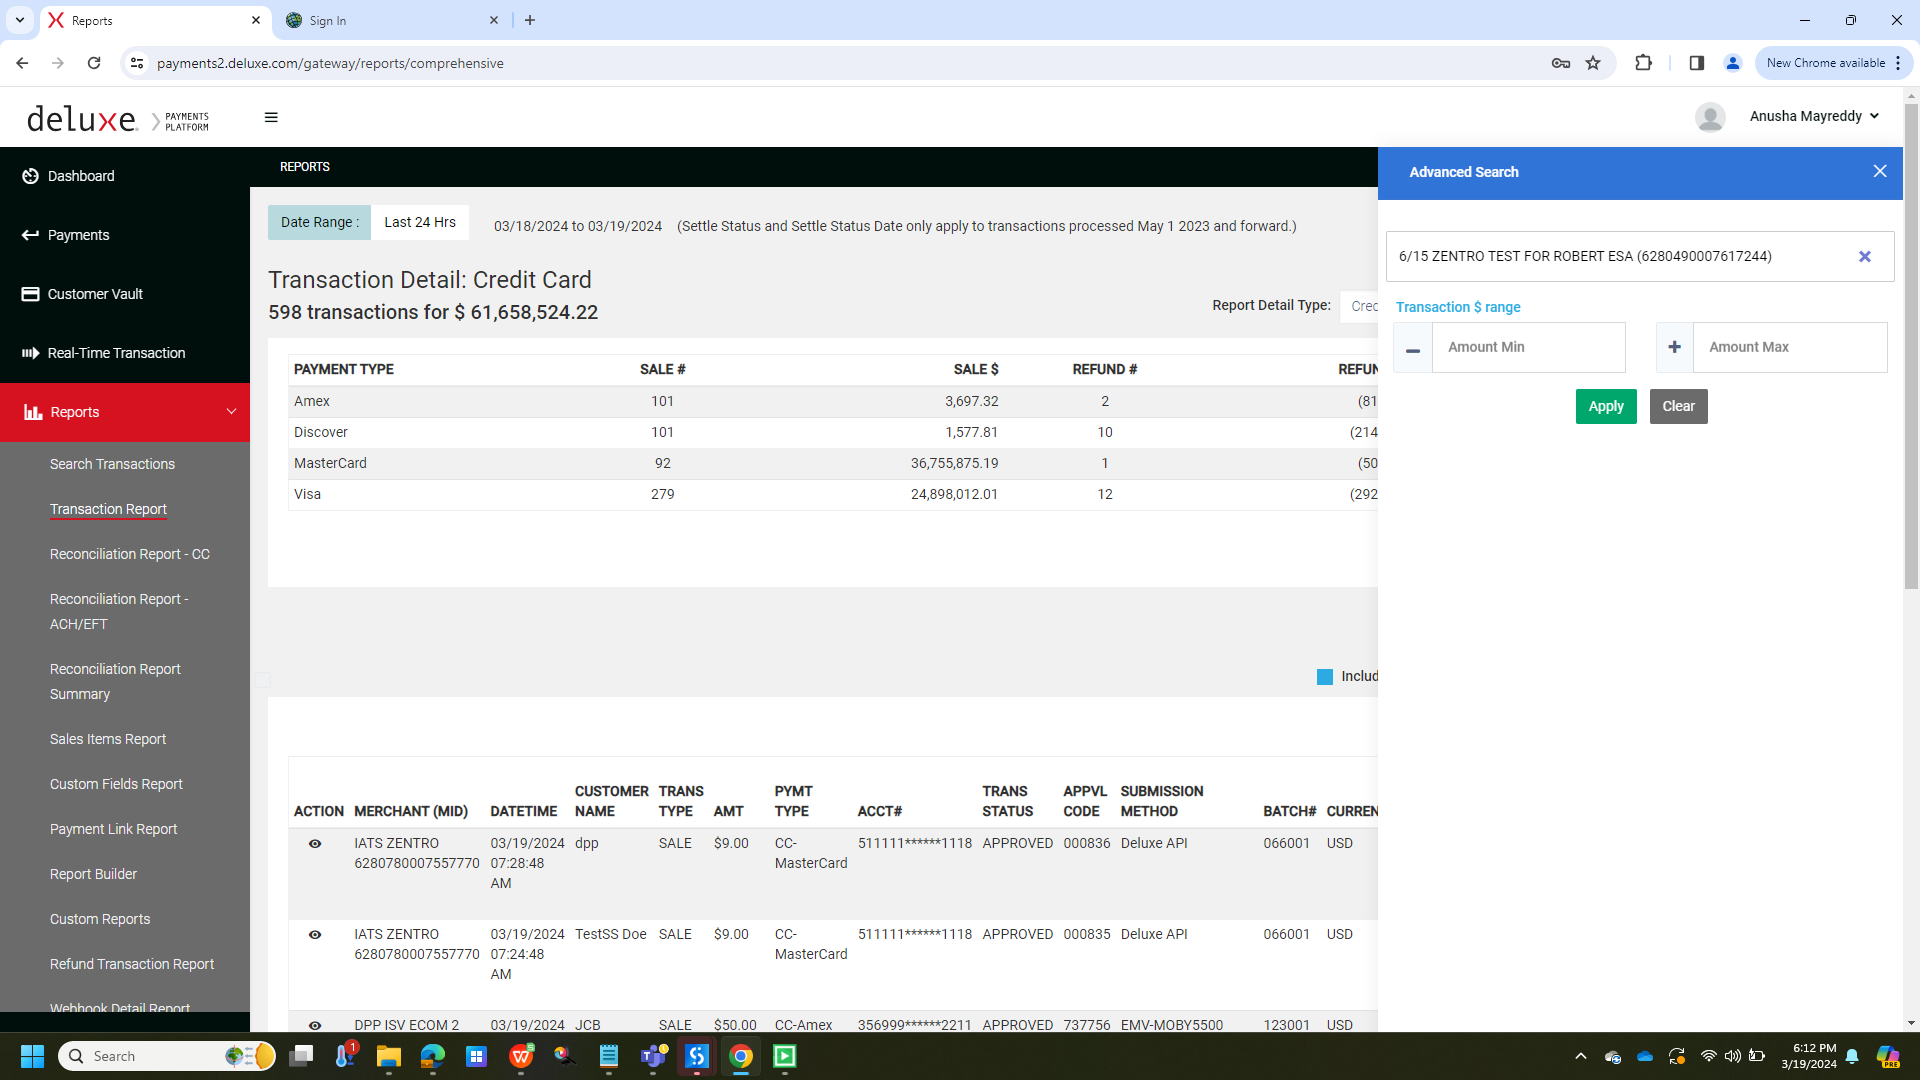 Reports
Sign In
payments2.deluxe.com/gateway/reports/comprehensive
New Chrome available
deluxe.
PAYMENTS
PLATFORM
Anusha Mayreddy
Dashboard
Payments
Customer Vault
Real-Time Transaction
Reports
Search Transactions
Transaction Report
Reconciliation Report - CC
Reconciliation Report -
ACH/EFT
Reconciliation Report
Summary
Sales Items Report
Custom Fields Report
Payment Link Report
Report Builder
Custom Reports
Refund Transaction Report
Webhook Detail Report
REPORTS
Date Range : Last 24 Hrs 03/18/2024 to 03/19/2024 (Settle Status and Settle Status Date only apply to transactions processed May 1 2023 and forward.)
Transaction Detail: Credit Card
598 transactions for $ 61,658,524.22
Report Detail Type: Cred
PAYMENT TYPE SALE # SALE $ REFUND # REFUN
Amex 101 3,697.32 2 (81
Discover 101 1,577.81 10 (214
MasterCard 92 36,755,875.19 1 (50
Visa 279 24,898,012.01 12 (292
Includ
ACTION MERCHANT (MID) DATETIME CUSTOMER NAME TRANS TYPE AMT PYMT TYPE ACCT# TRANS STATUS APPVL CODE SUBMISSION METHOD BATCH# CURREN
IATS ZENTRO 03/19/2024 dpp SALE $9.00 CC- 511111******1118 APPROVED 000836 Deluxe API 066001 USD
6280780007557770 07:28:48 MasterCard
AM
IATS ZENTRO 03/19/2024 TestSS Doe SALE $9.00 CC- 511111******1118 APPROVED 000835 Deluxe API 066001 USD
6280780007557770 07:24:48 MasterCard
AM
DPP ISV ECOM 2 03/19/2024 JCB SALE $50.00 CC-Amex 356999******2211 APPROVED 737756 EMV-MOBY5500 123001 USD
Advanced Search
6/15 ZENTRO TEST FOR ROBERT ESA (6280490007617244)
Transaction $ range
Amount Min
Amount Max
Apply
Clear
Search
1
6:12 PM
3/19/2024
PRE